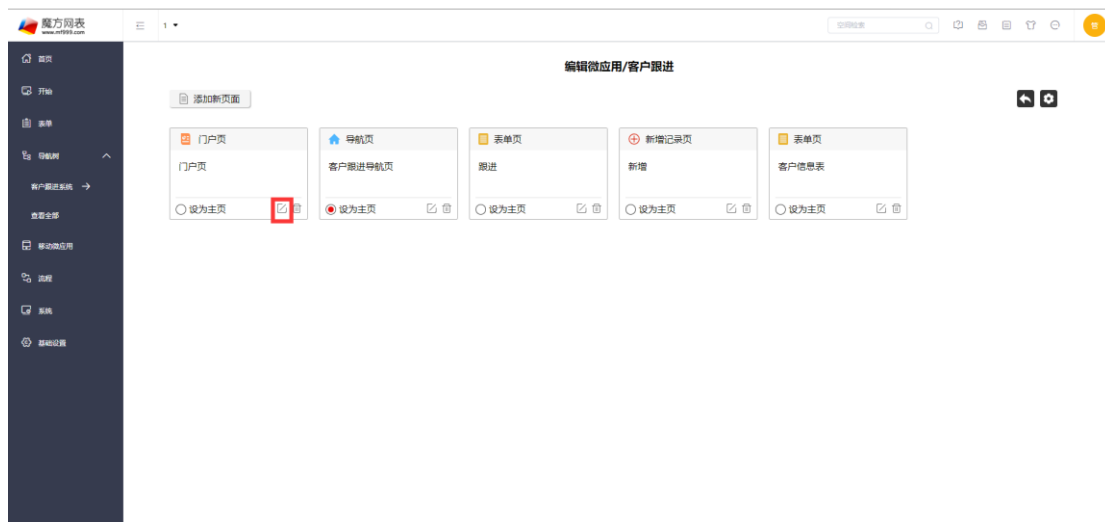 魔方网表
www.mf999.com
1
空间检索
首页
开始
表单
导航树
客户跟进系统
查看全部
移动微应用
流程
系统
基础设置
编辑微应用/客户跟进
添加新页面
门户页
门户页
设为主页
导航页
客户跟进导航页
设为主页
表单页
跟进
设为主页
新增记录页
新增
设为主页
表单页
客户信息表
设为主页